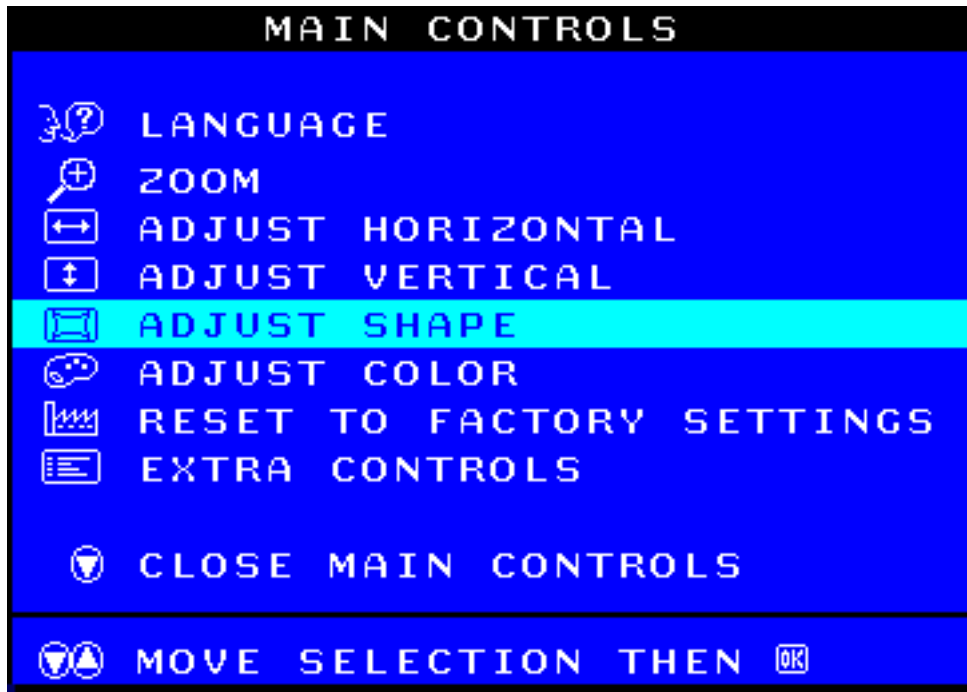 MAIN CONTROLS
LANGUAGE
ZOOM
ADJUST HORIZONTAL
ADJUST VERTICAL
ADJUST SHAPE
ADJUST COLOR
RESET TO FACTORY SETTINGS
EXTRA CONTROLS
CLOSE MAIN CONTROLS
MOVE SELECTION THEN OK